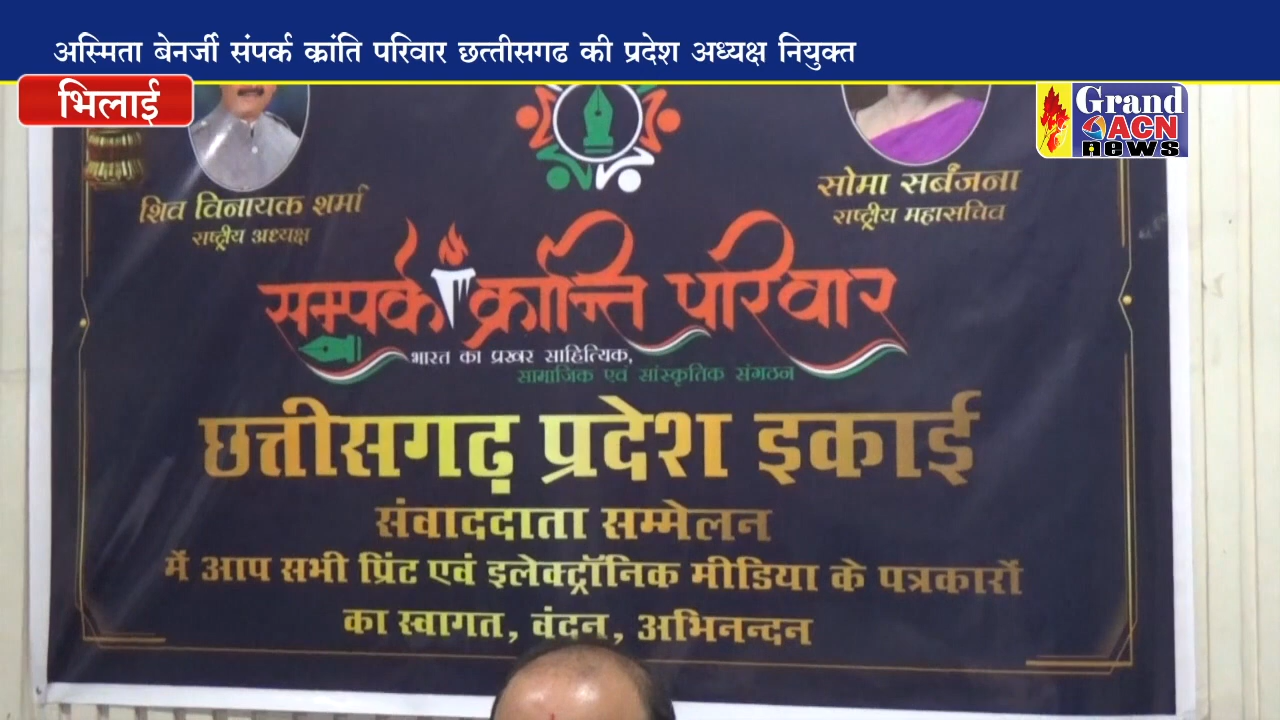 अस्मिता बेनर्जी संपर्क क्रांति परिवार छत्तीसगढ की प्रदेश अध्यक्ष नियुक्त
भिलाई
Grand
ACN
news
शिव विनायक शर्मा
राष्ट्रीय अध्यक्ष
सोमा सर्बंजना
राष्ट्रीय महासचिव
सम्पर्क क्रान्ति परिवार
भारत का प्रखर साहित्यिक,
सामाजिक एवं सांस्कृतिक संगठन
छत्तीसगढ़ प्रदेश इकाई
संवाददाता सम्मेलन
में आप सभी प्रिंट एवं इलेक्ट्रॉनिक मीडिया के पत्रकारों
का स्वागत, वंदन, अभिनन्दन